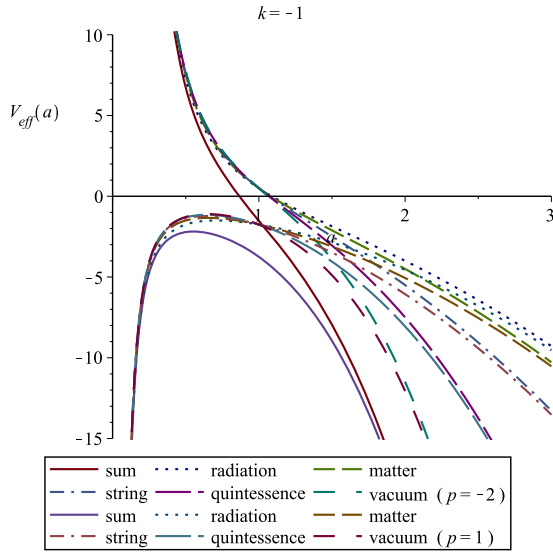 k = −1
10
V_eff(a)
5
0
1
2
3
a
−5
−10
−15
sum radiation matter
string quintessence vacuum (p=−2)
sum radiation matter
string quintessence vacuum (p=1)